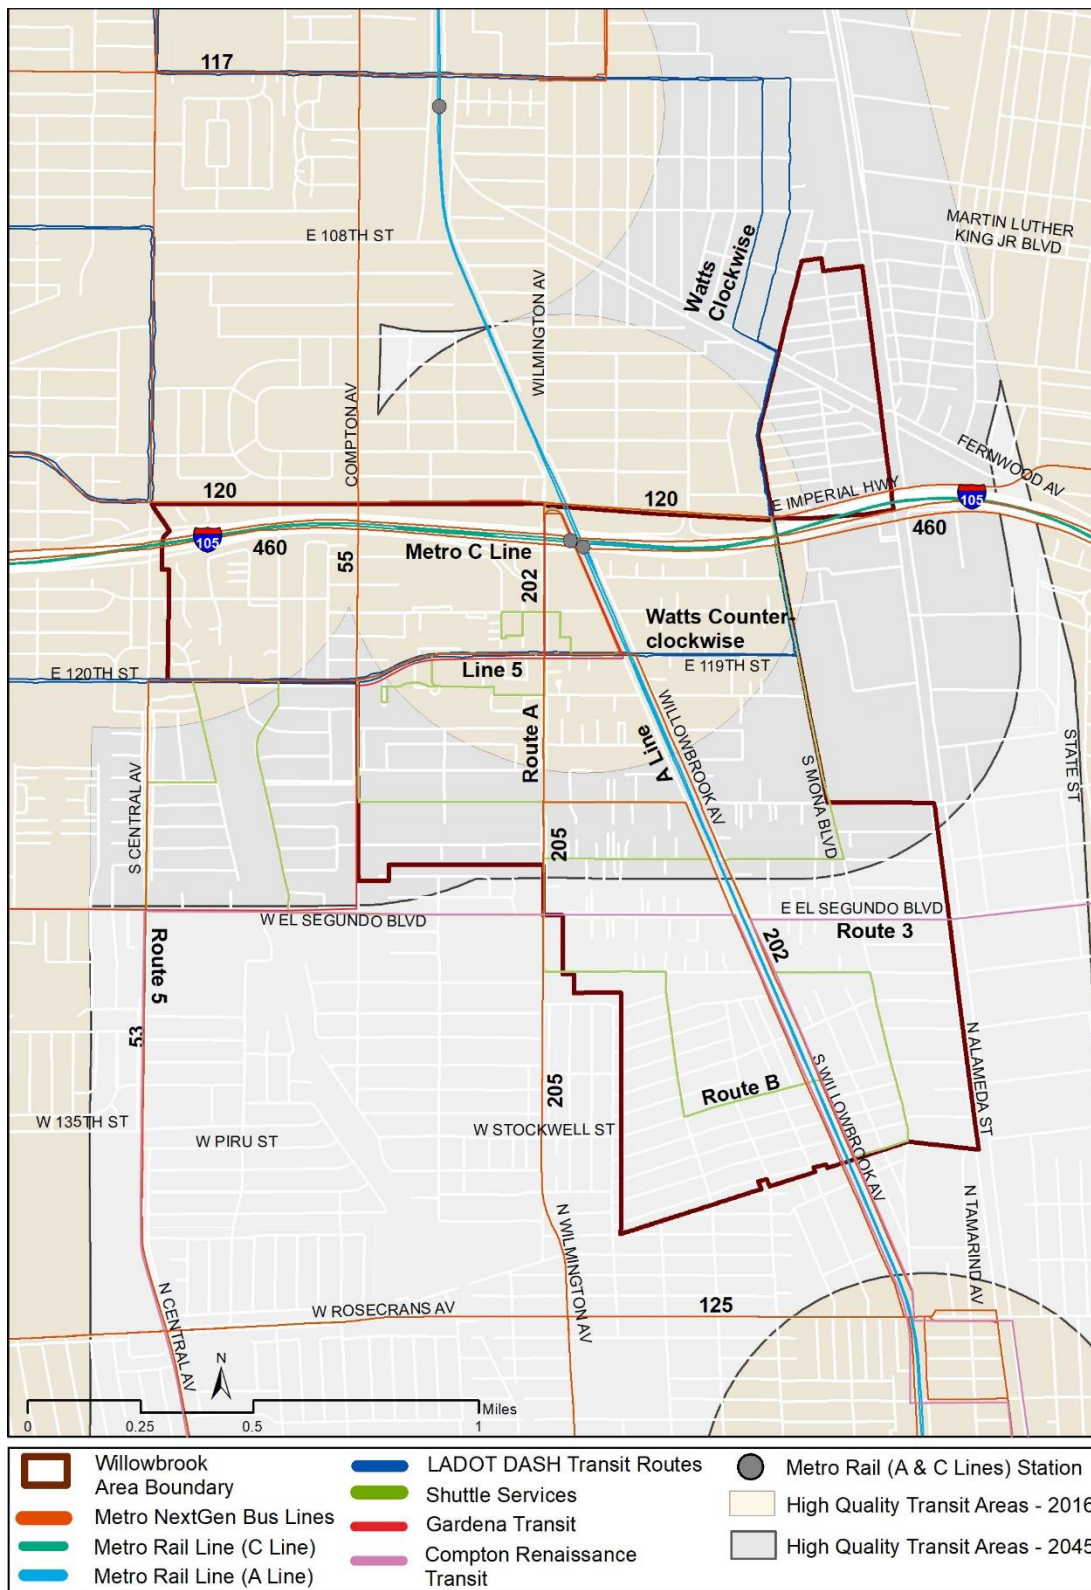 117
E 108TH ST
MARTIN LUTHER
KING JR BLVD
Watts
Clockwise
WILMINGTON AV
COMPTON AV
FERNWOOD AV
120
120
E IMPERIAL HWY
105
105
460
460
Metro C Line
55
202
Watts Counter-
clockwise
E 119TH ST
E 120TH ST
Line 5
Route A
A Line
WILLOWBROOK AV
S MONA BLVD
STATE ST
S CENTRAL AV
205
W EL SEGUNDO BLVD
E EL SEGUNDO BLVD
Route 3
202
Route 5
53
N ALAMEDA ST
Route B
S WILLOWBROOK AV
205
W 135TH ST
W PIRU ST
W STOCKWELL ST
N TAMARIND AV
N WILMINGTON AV
N CENTRAL AV
W ROSECRANS AV
125
N
Miles
0 0.25 0.5 1
Willowbrook
Area Boundary
Metro NextGen Bus Lines
Metro Rail Line (C Line)
Metro Rail Line (A Line)
LADOT DASH Transit Routes
Shuttle Services
Gardena Transit
Compton Renaissance
Transit
Metro Rail (A & C Lines) Station
High Quality Transit Areas - 2016
High Quality Transit Areas - 2045